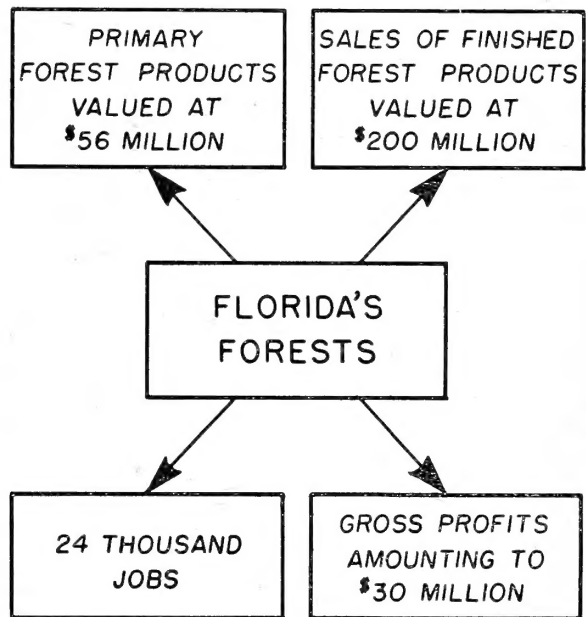 PRIMARY
FOREST PRODUCTS
VALUED AT
$56 MILLION
SALES OF FINISHED
FOREST PRODUCTS
VALUED AT
$200 MILLION
FLORIDA'S
FORESTS
24 THOUSAND
JOBS
GROSS PROFITS
AMOUNTING TO
$30 MILLION